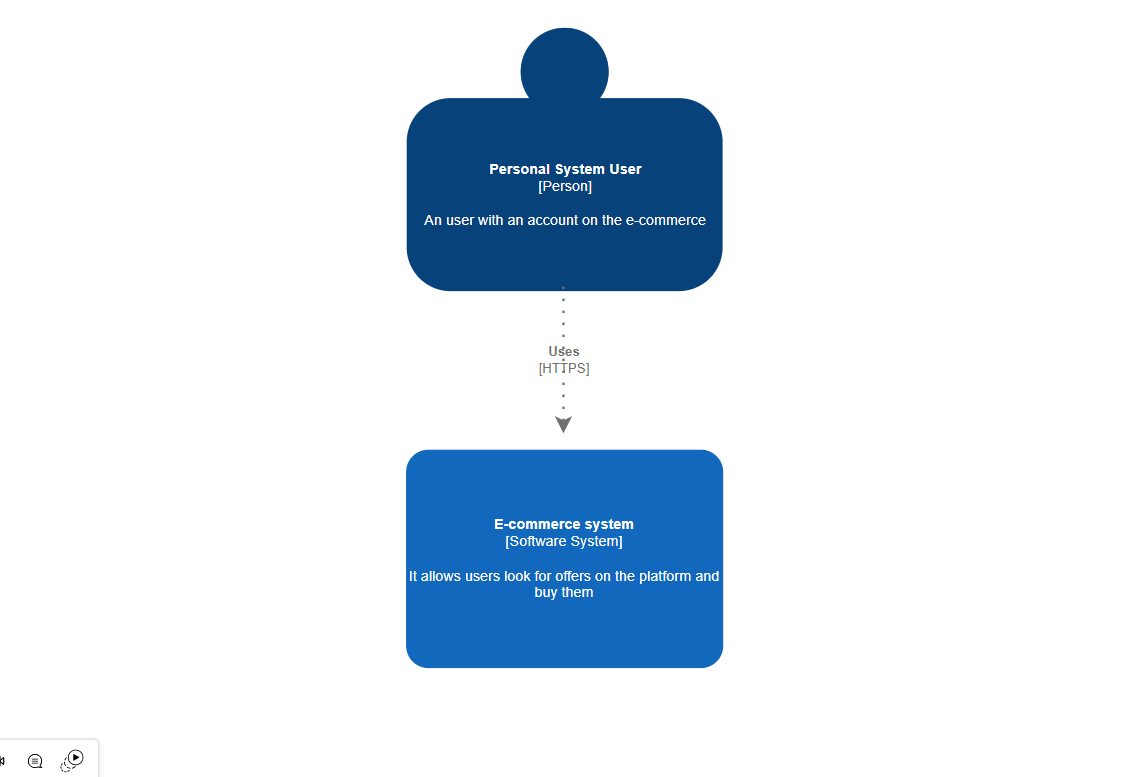 Personal System User
[Person]
An user with an account on the e-commerce
Uses
[HTTPS]
E-commerce system
[Software System]
It allows users look for offers on the platform and
buy them